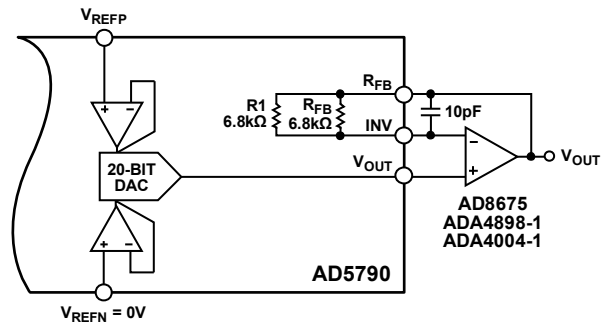 VREFP
R1
6.8kΩ
RFB
6.8kΩ
RFB
INV
VOUT
10pF
VOUT
+
−
20-BIT
DAC
+
−
−
+
AD8675
ADA4898-1
ADA4004-1
AD5790
VREFN = 0V